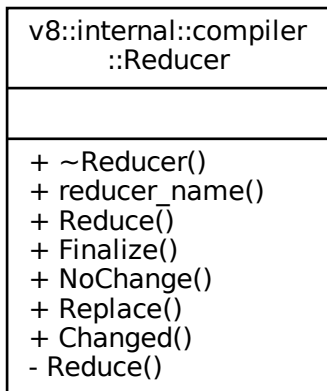 v8::internal::compiler
::Reducer
+ ~Reducer()
+ reducer_name()
+ Reduce()
+ Finalize()
+ NoChange()
+ Replace()
+ Changed()
- Reduce()